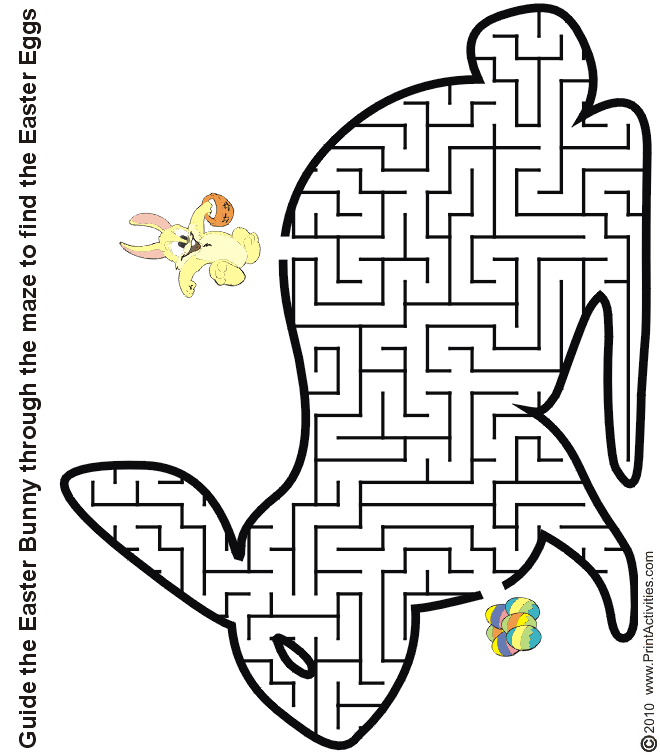 Guide the Easter Bunny through the maze to find the Easter Eggs
©2010 www.PrintActivities.com